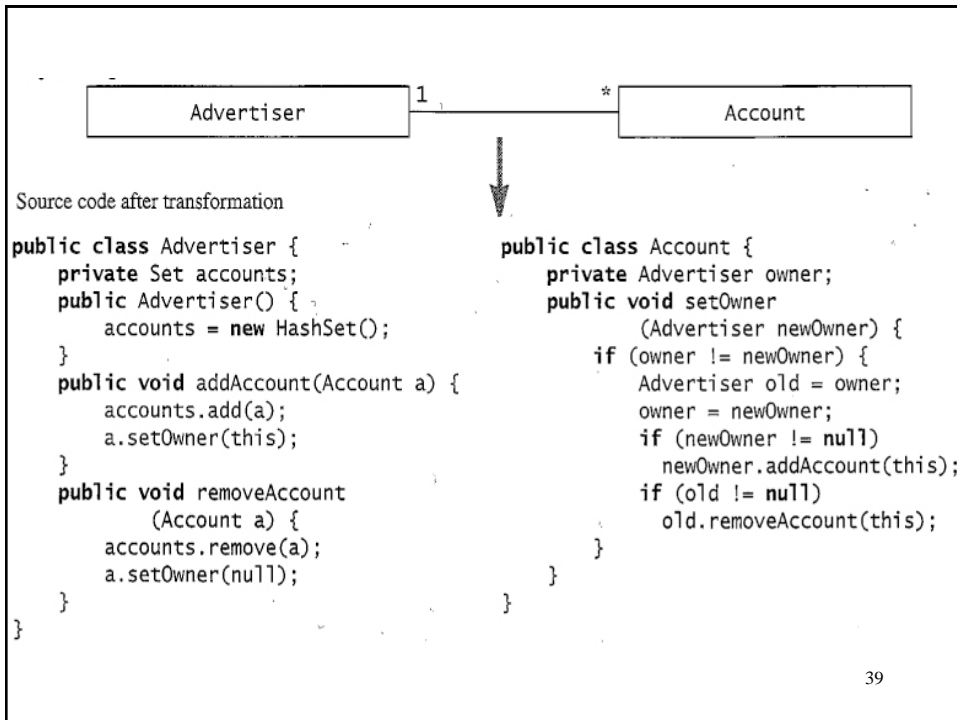 Advertiser 1 * Account
Source code after transformation
public class Advertiser {
private Set accounts;
public Advertiser() {
accounts = new HashSet();
}
public void addAccount(Account a) {
accounts.add(a);
a.setOwner(this);
}
public void removeAccount
(Account a) {
accounts.remove(a);
a.setOwner(null);
}
}
public class Account {
private Advertiser owner;
public void setOwner
(Advertiser newOwner) {
if (owner != newOwner) {
Advertiser old = owner;
owner = newOwner;
if (newOwner != null)
newOwner.addAccount(this);
if (old != null)
old.removeAccount(this);
}
}
}
39